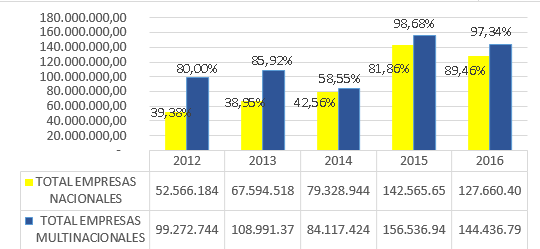 180.000.000,00
160.000.000,00
140.000.000,00
120.000.000,00
100.000.000,00
80.000.000,00
60.000.000,00
40.000.000,00
20.000.000,00
-
39,38% 80,00% 38,95% 85,92% 42,56% 58,55% 81,86% 98,68% 89,46% 97,34%
2012 2013 2014 2015 2016
TOTAL EMPRESAS
NACIONALES
52.566.184 67.594.518 79.328.944 142.565.65 127.660.40
TOTAL EMPRESAS
MULTINACIONALES
99.272.744 108.991.37 84.117.424 156.536.94 144.436.79